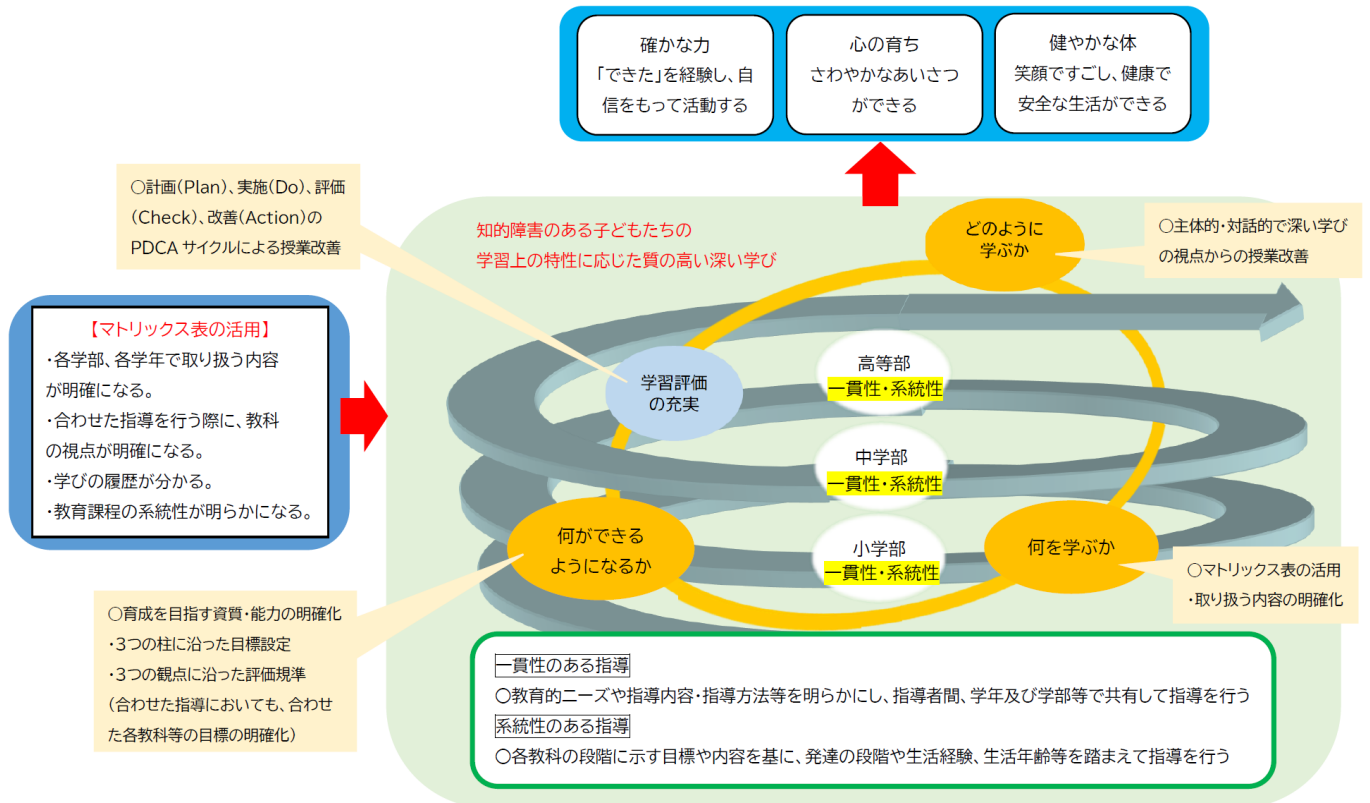 確かな力
「できた」を経験し、自
信をもって活動する
心の育ち
さわやかなあいさつ
ができる
健やかな体
笑顔ですごし、健康で
安全な生活ができる
○計画(Plan)、実施(Do)、評価
(Check)、改善(Action)の
PDCA サイクルによる授業改善
知的障害のある子どもたちの
学習上の特性に応じた質の高い深い学び
どのように
学ぶか
○主体的・対話的で深い学び
の視点からの授業改善
【マトリックス表の活用】
・各学部、各学年で取り扱う内容
が明確になる。
・合わせた指導を行う際に、教科
の視点が明確になる。
・学びの履歴が分かる。
・教育課程の系統性が明らかになる。
学習評価
の充実
高等部
一貫性・系統性
中学部
一貫性・系統性
小学部
一貫性・系統性
何ができる
ようになるか
何を学ぶか
○マトリックス表の活用
・取り扱う内容の明確化
○育成を目指す資質・能力の明確化
・3つの柱に沿った目標設定
・3つの観点に沿った評価規準
(合わせた指導においても、合わせ
た各教科等の目標の明確化)
一貫性のある指導
○教育的ニーズや指導内容・指導方法等を明らかにし、指導者間、学年及び学部等で共有して指導を行う
系統性のある指導
○各教科の段階に示す目標や内容を基に、発達の段階や生活経験、生活年齢等を踏まえて指導を行う